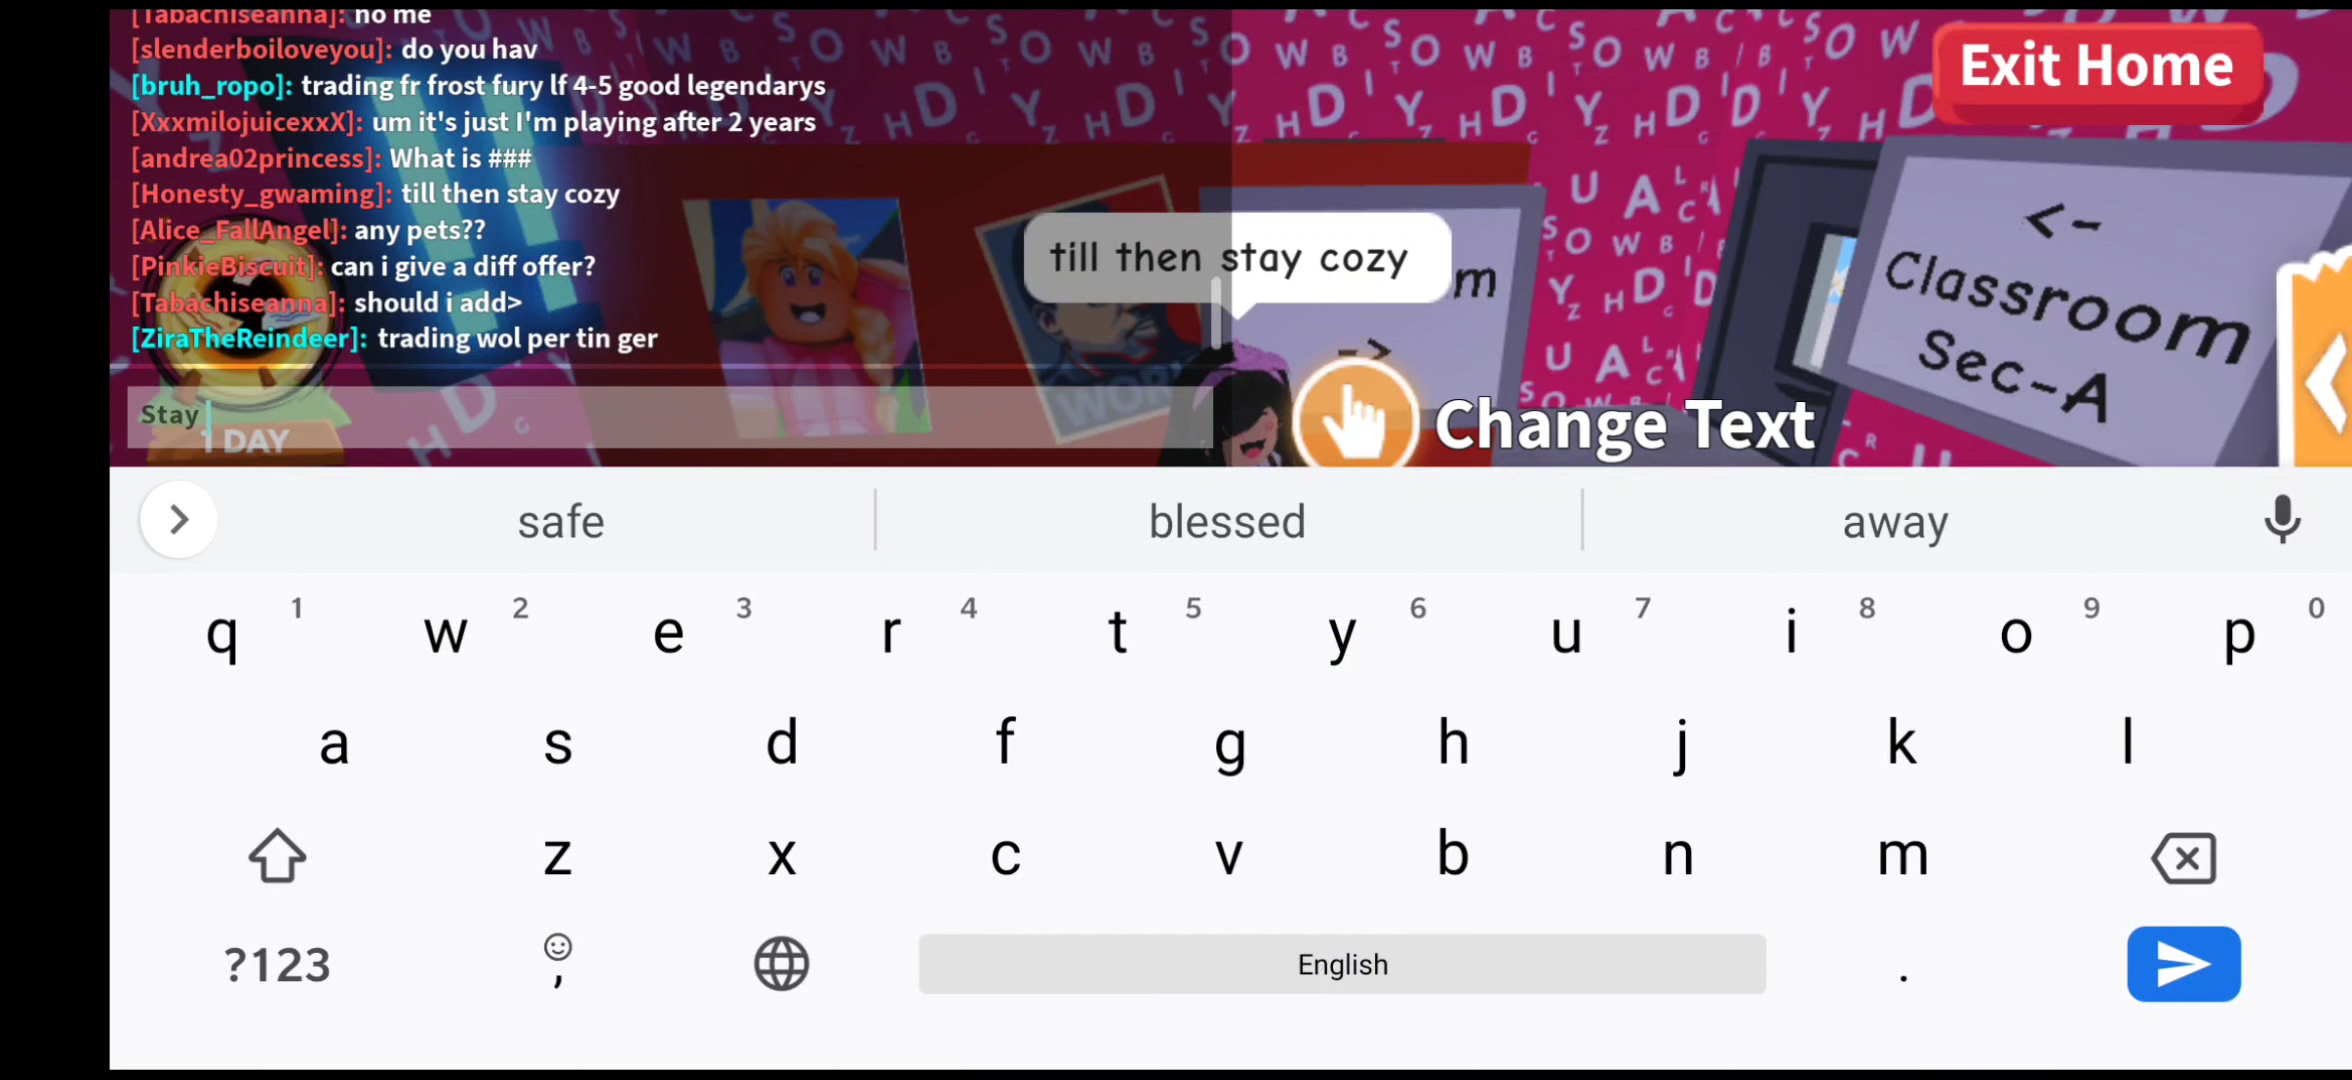 [Tabachiseanna]: no me
[slenderboiloveyou]: do you hav
[bruh_ropo]: trading fr frost fury lf 4-5 good legendarys
[XxxmilojuicexxX]: um it's just I'm playing after 2 years
[andrea02princess]: What is ###
[Honesty_gwaming]: till then stay cozy
[Alice_FallAngel]: any pets??
[PinkieBiscuit]: can i give a diff offer?
[Tabachiseanna]: should i add>
[ZiraTheReindeer]: trading wol per tin ger
Stay
1 DAY
till then stay cozy
m
->
Change Text
Exit Home
<-
Classroom
Sec-A
safe blessed away
q 1 w 2 e 3 r 4 t 5 y 6 u 7 i 8 o 9 p 0
a s d f g h j k l
z x c v b n m
?123 , English .